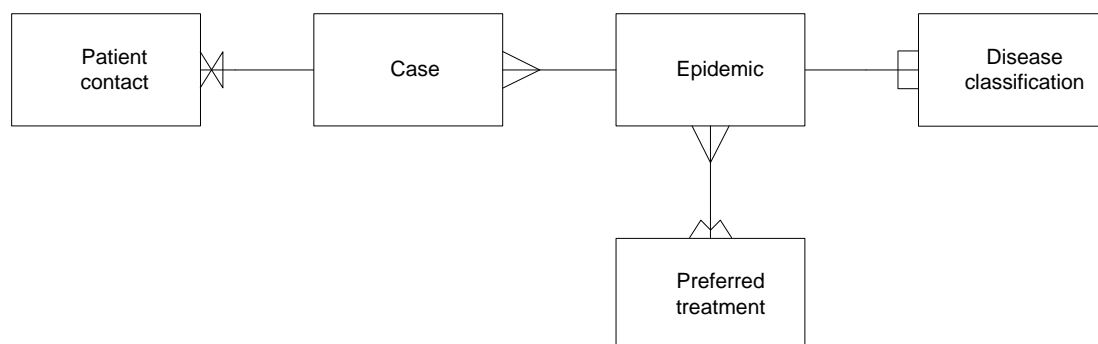 Patient
contact
Case
Epidemic
Disease
classification
Preferred
treatment